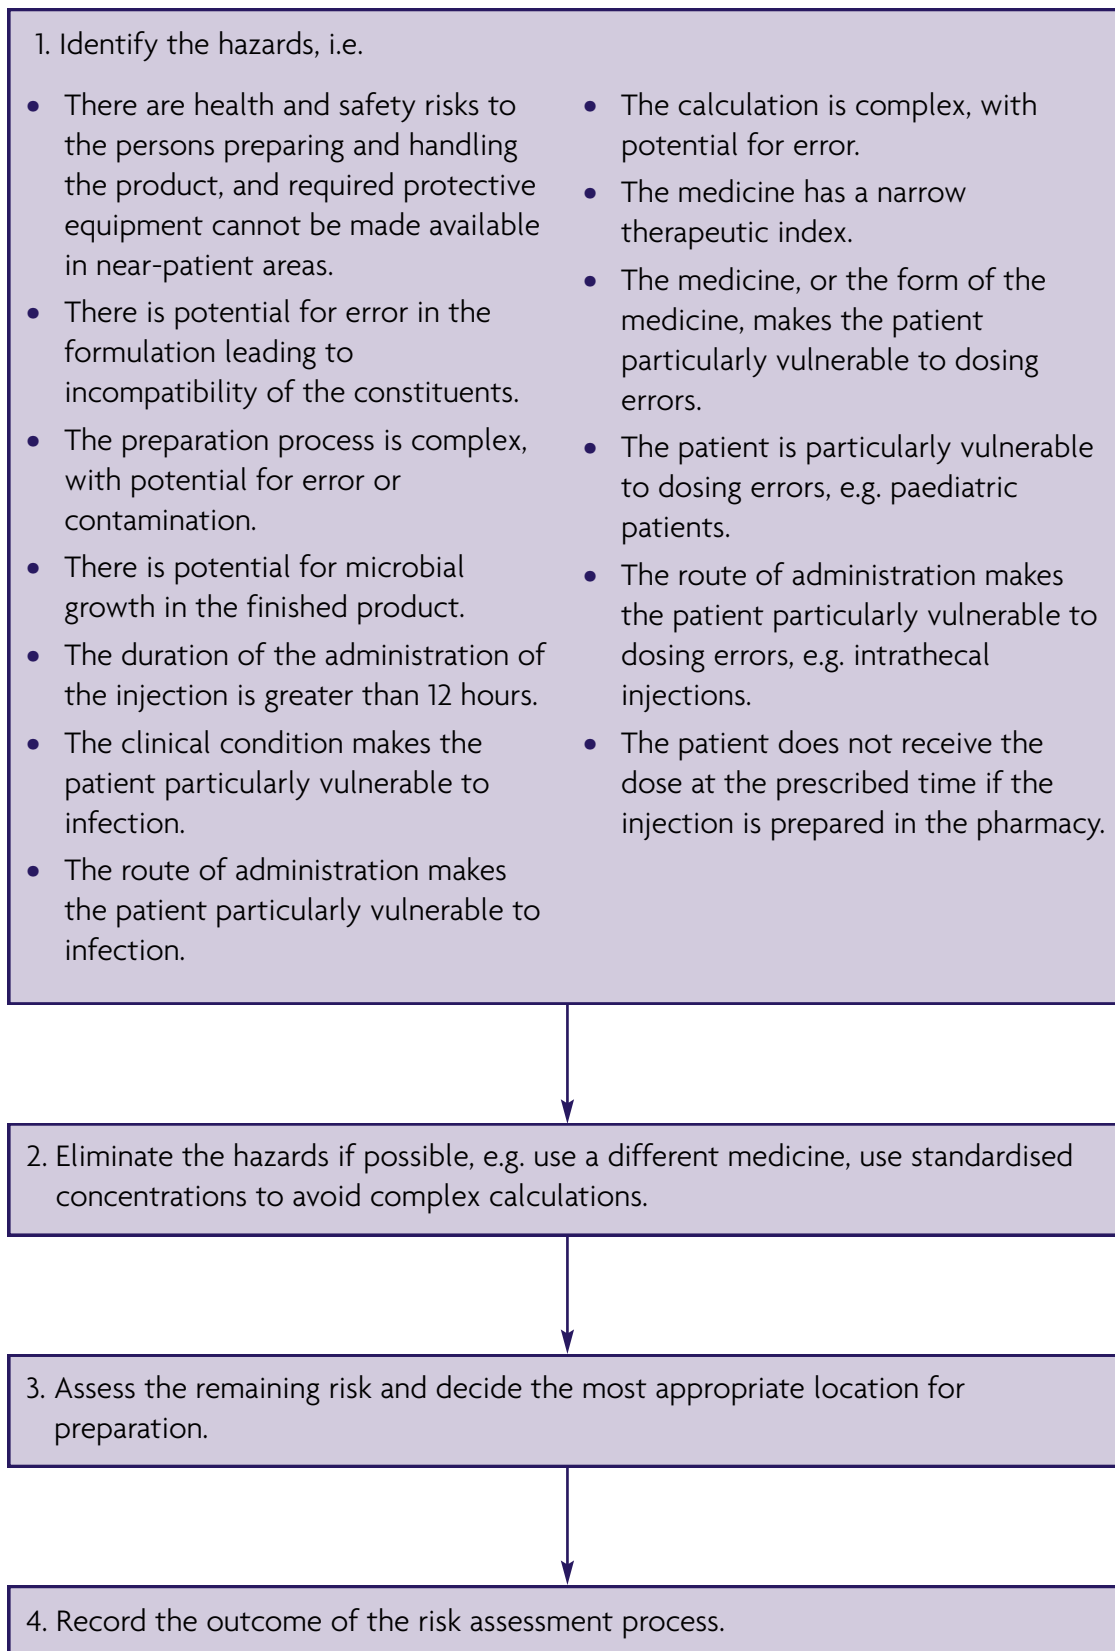 1. Identify the hazards, i.e.
• There are health and safety risks to
the persons preparing and handling
the product, and required protective
equipment cannot be made available
in near-patient areas.
• There is potential for error in the
formulation leading to
incompatibility of the constituents.
• The preparation process is complex,
with potential for error or
contamination.
• There is potential for microbial
growth in the finished product.
• The duration of the administration of
the injection is greater than 12 hours.
• The clinical condition makes the
patient particularly vulnerable to
infection.
• The route of administration makes
the patient particularly vulnerable to
infection.
• The calculation is complex, with
potential for error.
• The medicine has a narrow
therapeutic index.
• The medicine, or the form of the
medicine, makes the patient
particularly vulnerable to dosing
errors.
• The patient is particularly vulnerable
to dosing errors, e.g. paediatric
patients.
• The route of administration makes
the patient particularly vulnerable to
dosing errors, e.g. intrathecal
injections.
• The patient does not receive the
dose at the prescribed time if the
injection is prepared in the pharmacy.
2. Eliminate the hazards if possible, e.g. use a different medicine, use standardised
concentrations to avoid complex calculations.
3. Assess the remaining risk and decide the most appropriate location for
preparation.
4. Record the outcome of the risk assessment process.